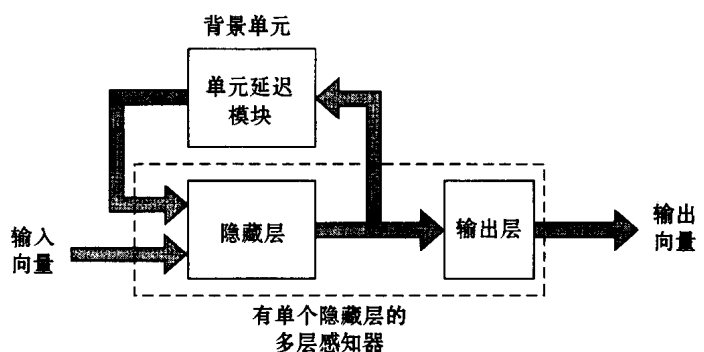 背景单元
单元延迟
模块
输入
向量
隐藏层
输出层
输出
向量
有单个隐藏层的
多层感知器